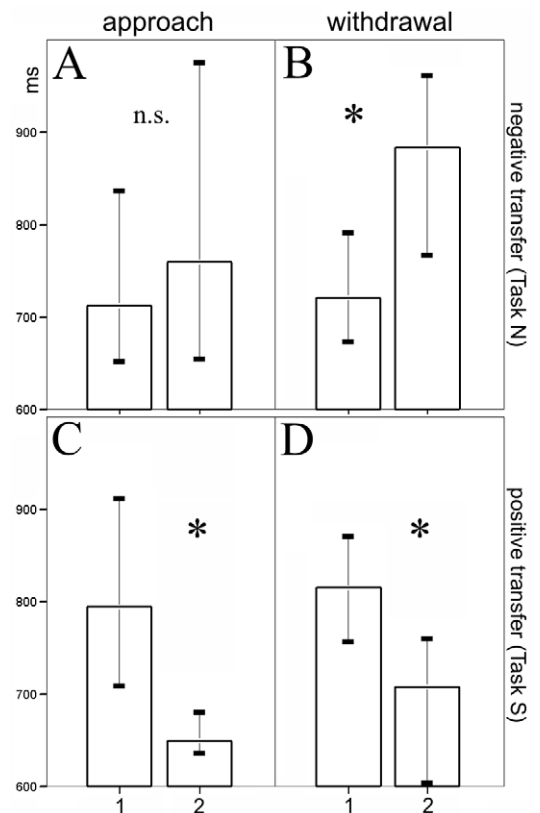 approach
withdrawal
A
B
ms
n.s.
*
900
800
700
600
negative transfer (Task N)
C
D
*
*
900
800
700
600
positive transfer (Task S)
1
2
1
2